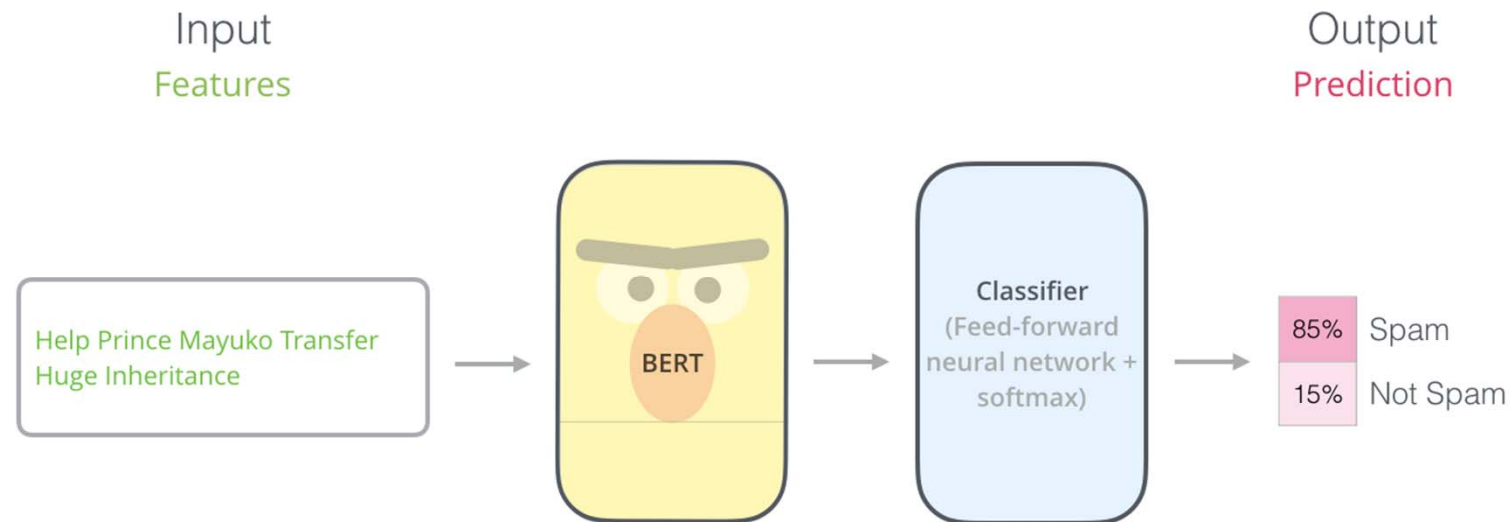 Input
Features
Output
Prediction
Help Prince Mayuko Transfer
Huge Inheritance
BERT
Classifier
(Feed-forward
neural network +
softmax)
85% Spam
15% Not Spam